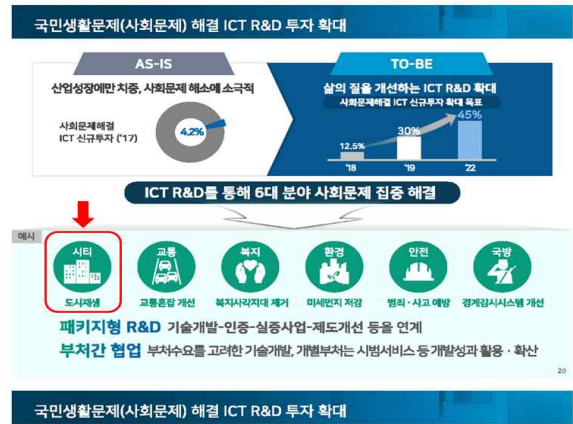 국민생활문제(사회문제) 해결 ICT R&D 투자 확대
AS-IS
산업성장에만 치중, 사회문제 해소에 소극적
사회문제해결
ICT 신규투자 ('17)
4.2%
TO-BE
삶의 질을 개선하는 ICT R&D 확대
사회문제해결 ICT 신규투자 확대 목표
12.5%
30%
45%
'18
'19
'22
ICT R&D를 통해 6대 분야 사회문제 집중 해결
예시
시티
교통
복지
환경
안전
국방
도시재생
교통혼잡 개선
복지사각지대 제거
미세먼지 저감
범죄·사고 예방
경계감시시스템 개선
패키지형 R&D 기술개발-인증-실증사업-제도개선 등을 연계
부처간 협업 부처수요를 고려한 기술개발, 개별부처는 시범서비스 등 개발성과 활용·확산
20
국민생활문제(사회문제) 해결 ICT R&D 투자 확대